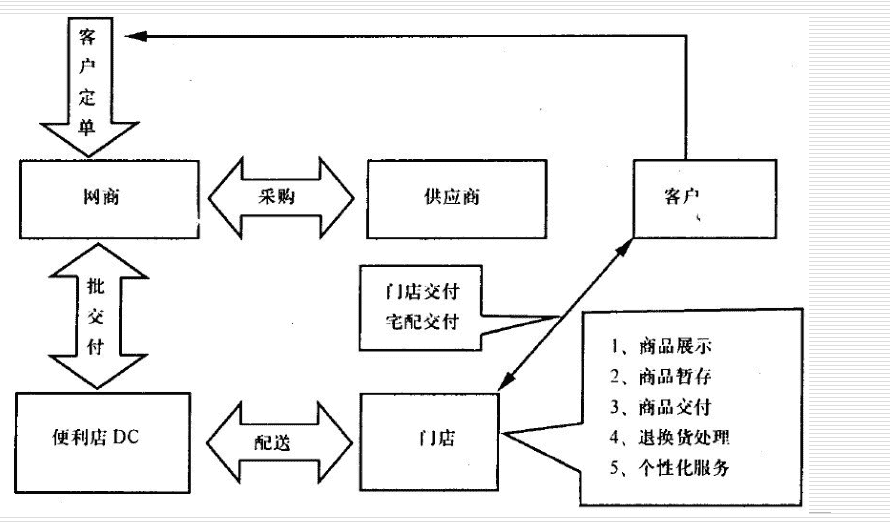 客户定单
网商
采购
供应商
客户
批交付
门店交付
宅配交付
1、商品展示
2、商品暂存
3、商品交付
4、退换货处理
5、个性化服务
便利店 DC
配送
门店